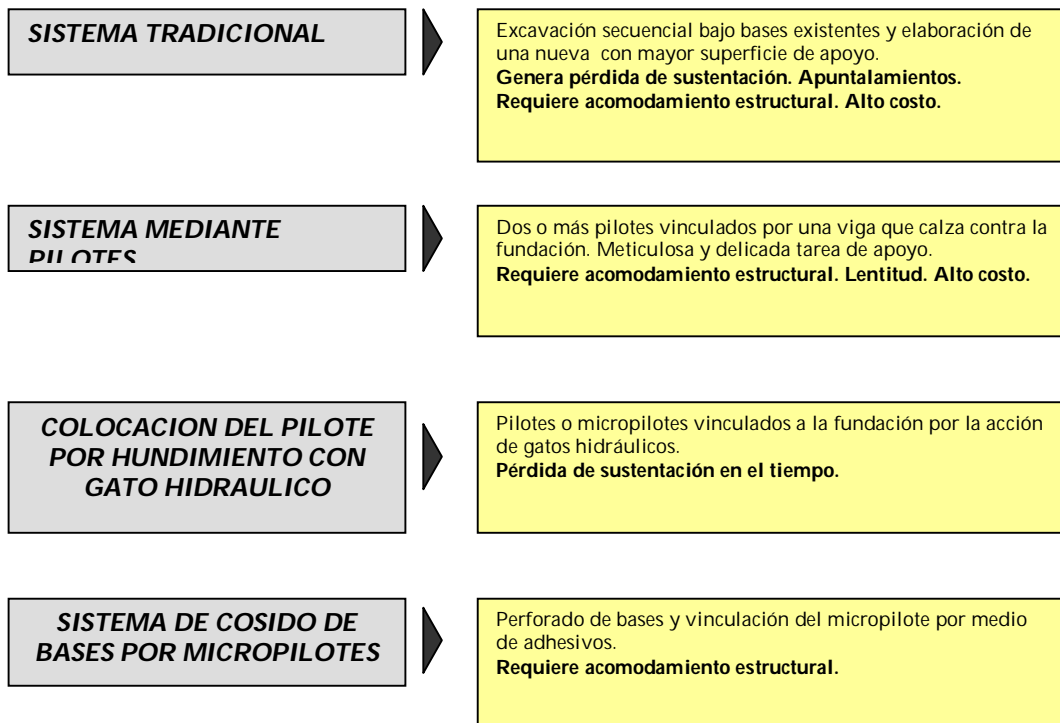 SISTEMA TRADICIONAL
Excavación secuencial bajo bases existentes y elaboración de
una nueva con mayor superficie de apoyo.
Genera pérdida de sustentación. Apuntalamientos.
Requiere acomodamiento estructural. Alto costo.
SISTEMA MEDIANTE
PILOTES
Dos o más pilotes vinculados por una viga que calza contra la
fundación. Meticulosa y delicada tarea de apoyo.
Requiere acomodamiento estructural. Lentitud. Alto costo.
COLOCACION DEL PILOTE
POR HUNDIMIENTO CON
GATO HIDRAULICO
Pilotes o micropilotes vinculados a la fundación por la acción
de gatos hidráulicos.
Pérdida de sustentación en el tiempo.
SISTEMA DE COSIDO DE
BASES POR MICROPILOTES
Perforado de bases y vinculación del micropilote por medio
de adhesivos.
Requiere acomodamiento estructural.